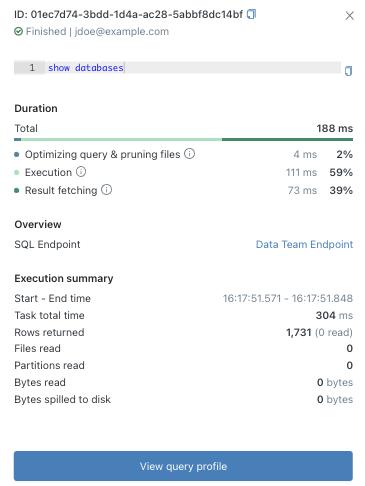 ID: 01ec7d74-3bdd-1d4a-ac28-5abbf8dc14bf
Finished | jdoe@example.com
1 show databases
Duration
Total 188 ms
Optimizing query & pruning files 4 ms 2%
Execution 111 ms 59%
Result fetching 73 ms 39%
Overview
SQL Endpoint Data Team Endpoint
Execution summary
Start - End time 16:17:51.571 - 16:17:51.848
Task total time 304 ms
Rows returned 1,731 (0 read)
Files read 0
Partitions read 0
Bytes read 0 bytes
Bytes spilled to disk 0 bytes
View query profile